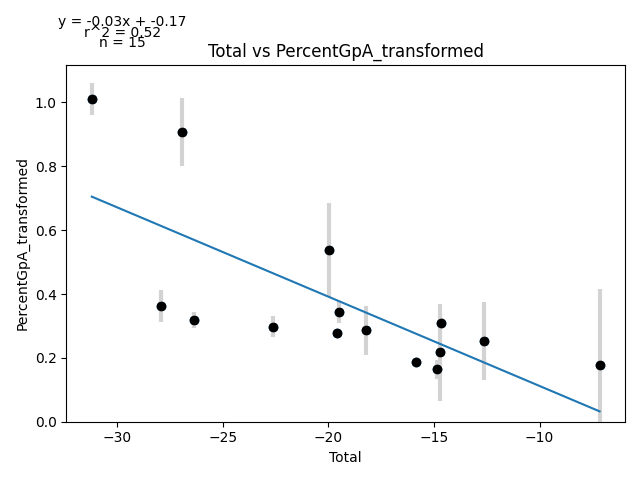 y = -0.03x + -0.17
r^2 = 0.52
n = 15
Total vs PercentGpA_transformed
PercentGpA_transformed
1.0
0.8
0.6
0.4
0.2
0.0
−30
−25
−20
−15
−10
Total